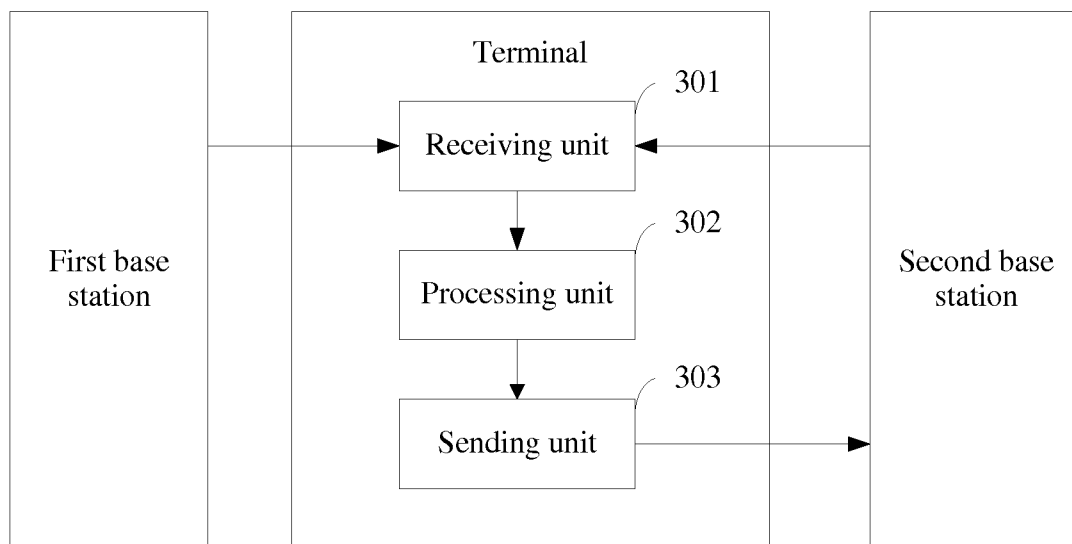 Terminal
301
Receiving unit
302
First base
station
Processing unit
Second base
station
303
Sending unit